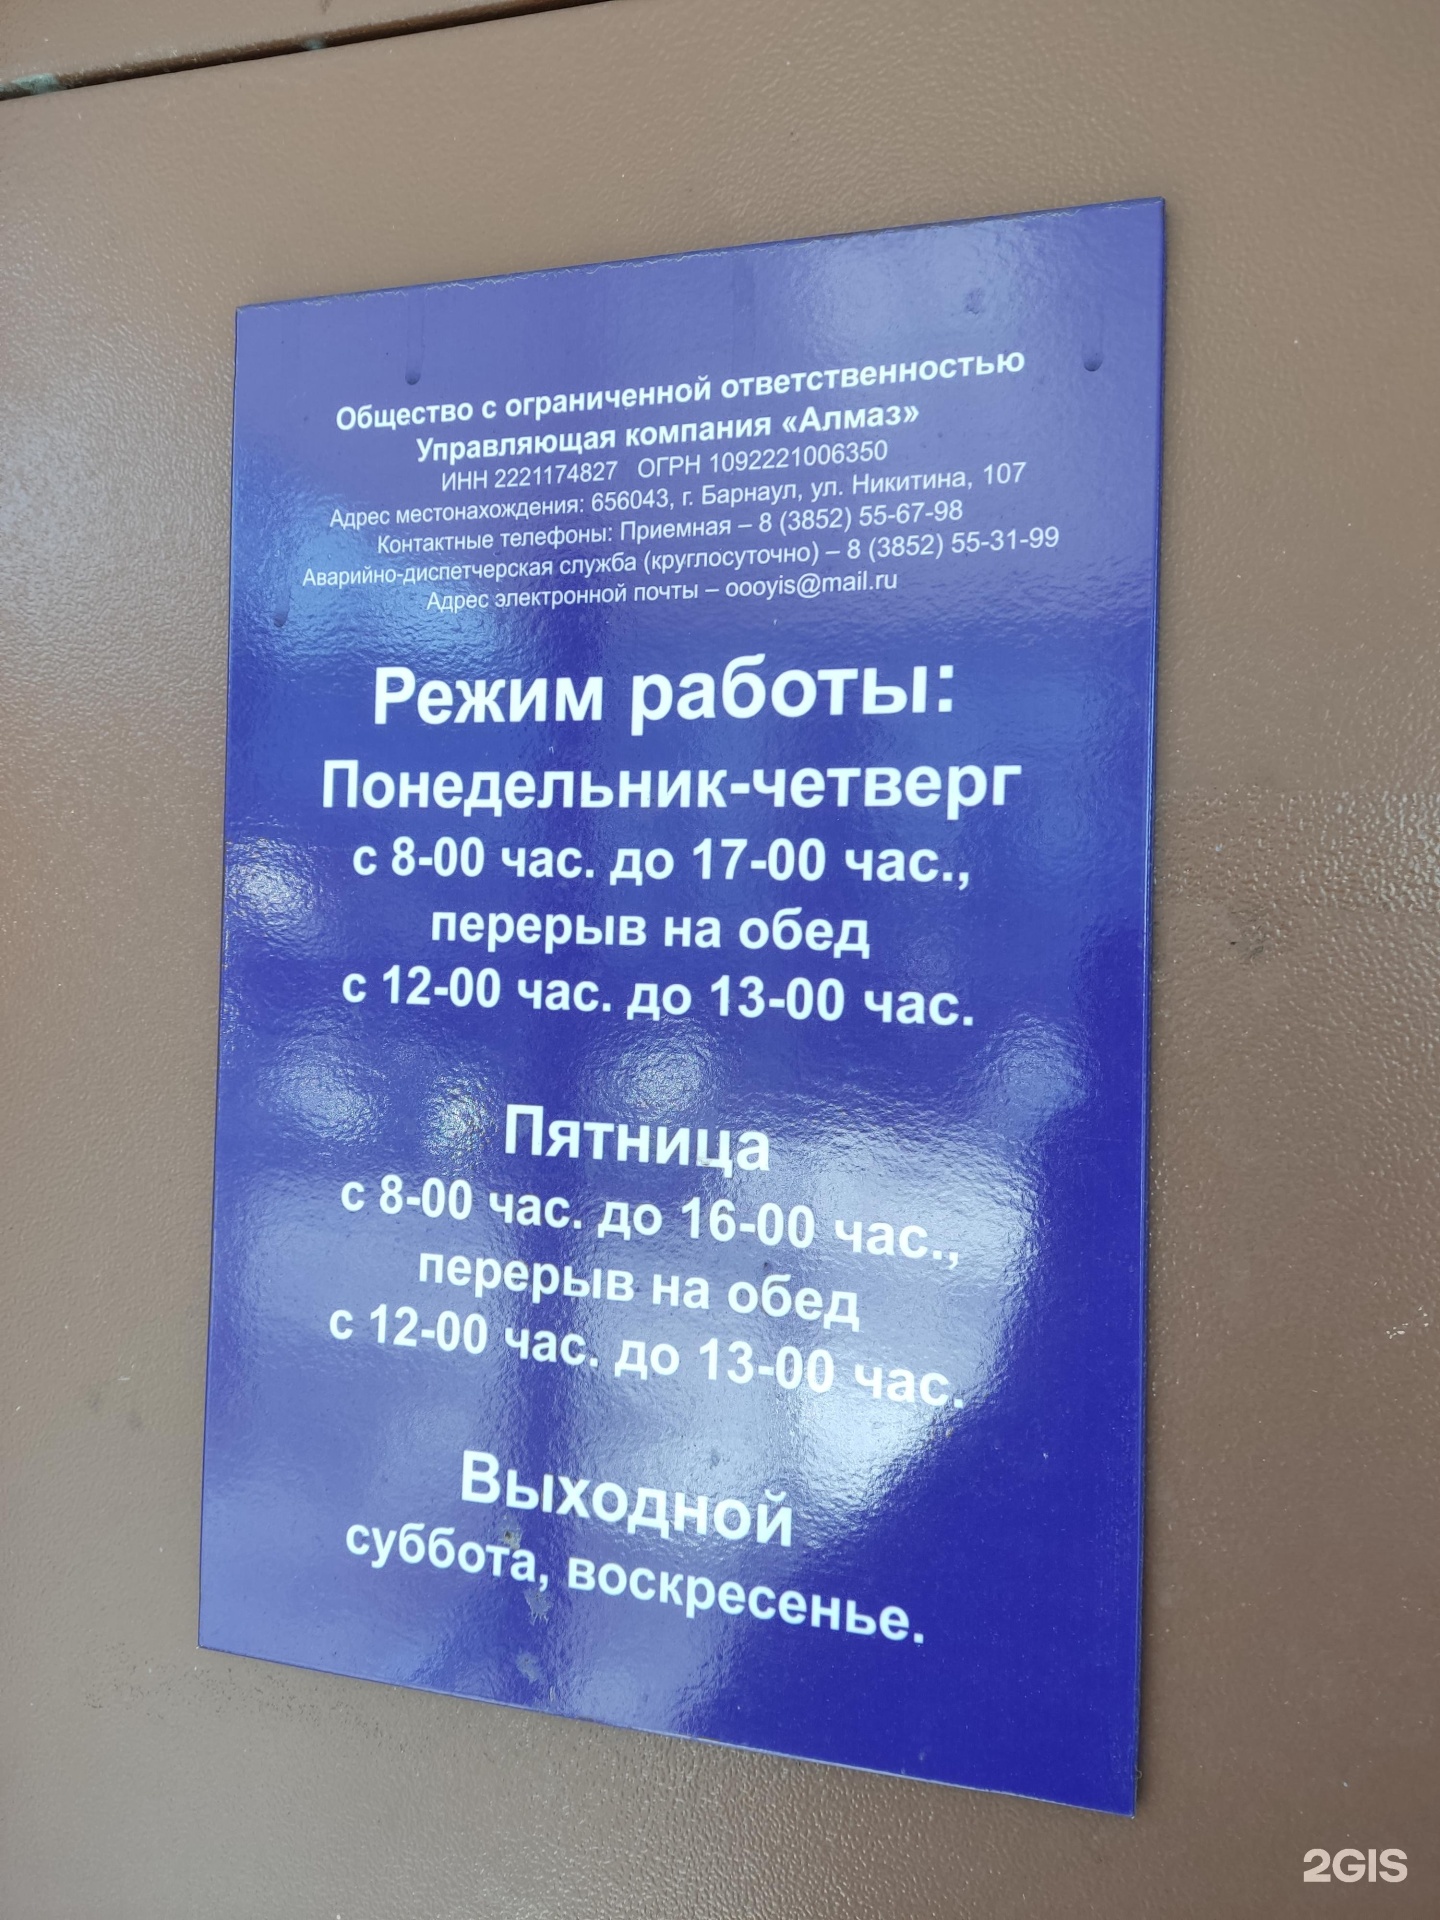 Общество с ограниченной ответственностью
Управляющая компания «Алмаз»
ИНН 2221174827 ОГРН 1092221006350
Адрес местонахождения: 656043, г. Барнаул, ул. Никитина, 107
Контактные телефоны: Приемная – 8 (3852) 55-67-98
Аварийно-диспетчерская служба (круглосуточно) – 8 (3852) 55-31-99
Адрес электронной почты – oooyis@mail.ru
Режим работы:
Понедельник-четверг
с 8-00 час. до 17-00 час.,
перерыв на обед
с 12-00 час. до 13-00 час.
Пятница
с 8-00 час. до 16-00 час.,
перерыв на обед
с 12-00 час. до 13-00 час.
Выходной
суббота, воскресенье.
2GIS